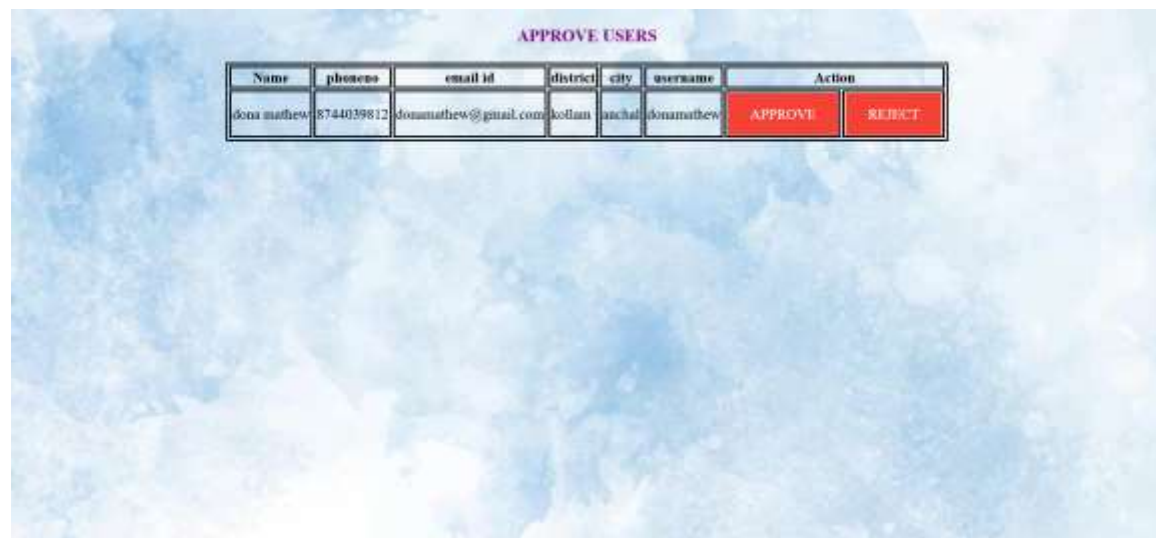 APPROVE USERS
Name phoneno email id district city username Action
dona mathew 8744039812 donamathew@gmail.com kollam anchal donamathew APPROVE REJECT